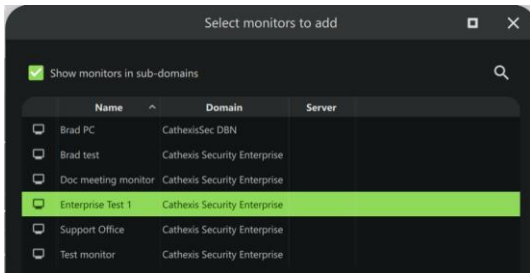 Select monitors to add
Show monitors in sub-domains
Name Domain Server
Brad PC CathexisSec DBN
Brad test Cathexis Security Enterprise
Doc meeting monitor Cathexis Security Enterprise
Enterprise Test 1 Cathexis Security Enterprise
Support Office Cathexis Security Enterprise
Test monitor Cathexis Security Enterprise